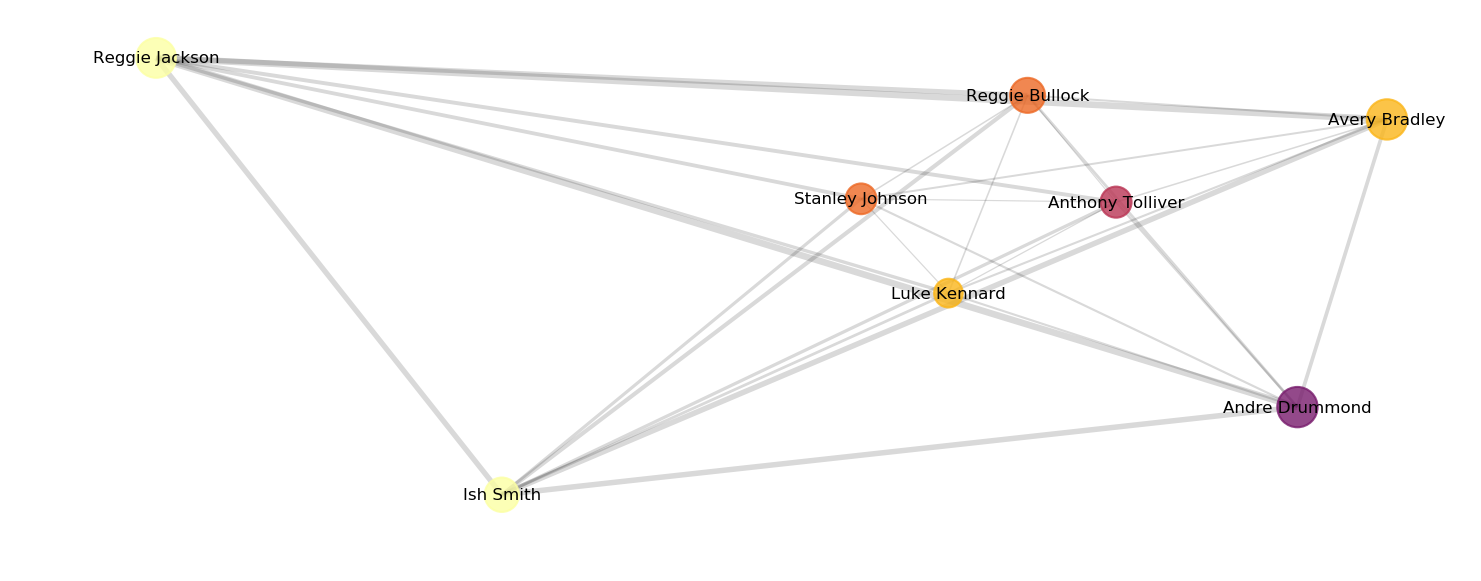 Reggie Jackson
Reggie Bullock
Avery Bradley
Stanley Johnson
Anthony Tolliver
Luke Kennard
Andre Drummond
Ish Smith